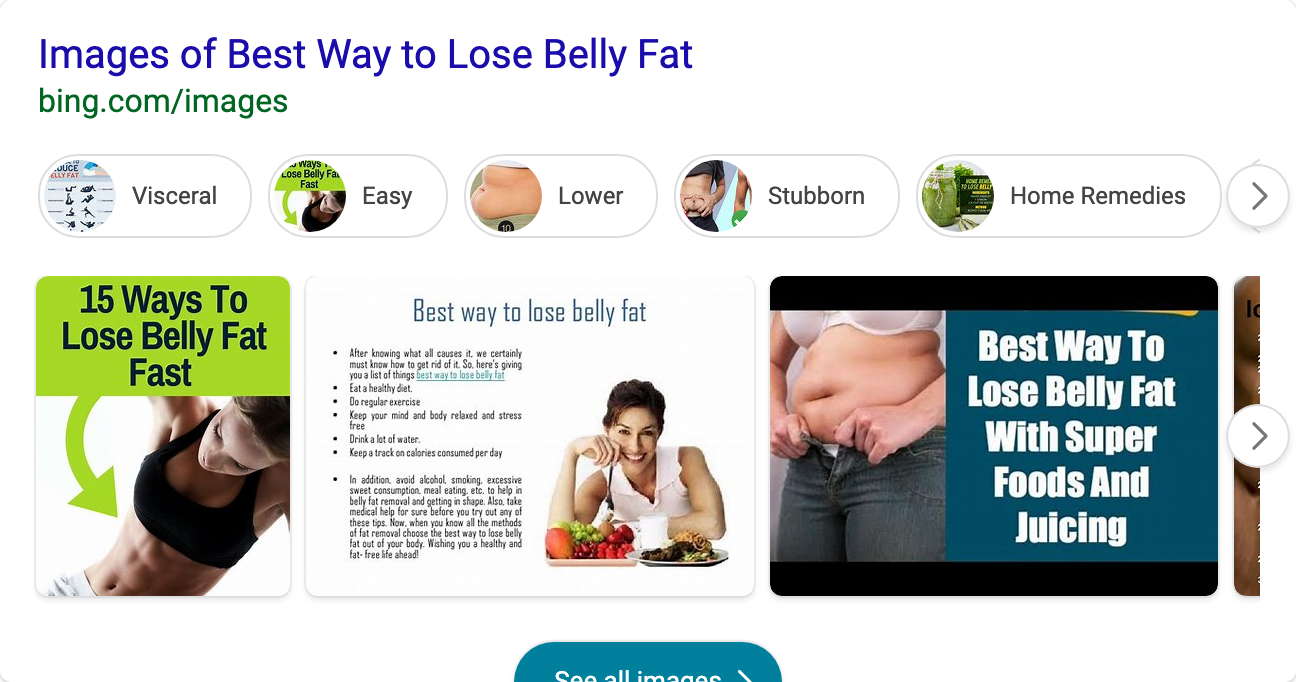 Images of Best Way to Lose Belly Fat
bing.com/images
Visceral
Easy
Lower
Stubborn
Home Remedies
DUCE
ELLY FAT
Lose Belly Fat
Fast
10
15 Ways To
Lose Belly Fat
Fast
Best way to lose belly fat
• After knowing what all causes it, we certainly
must know how to get rid of it. So, here's giving
you a list of things best way to lose belly fat
• Eat a healthy diet.
• Do regular exercise
• Keep your mind and body relaxed and stress
free
• Drink a lot of water.
• Keep a track on calories consumed per day
• In addition, avoid alcohol, smoking, excessive
sweet consumption, meal eating, etc. to help in
belly fat removal and getting in shape. Also, take
medical help for sure before you try out any of
these tips. Now, when you know all the methods
of fat removal choose the best way to lose belly
fat out of your body. Wishing you a healthy and
fat- free life ahead!
Best Way To
Lose Belly Fat
With Super
Foods And
Juicing
See all images